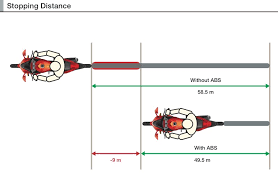 Stopping Distance
Without ABS
58.5 m
With ABS
-9 m
49.5 m